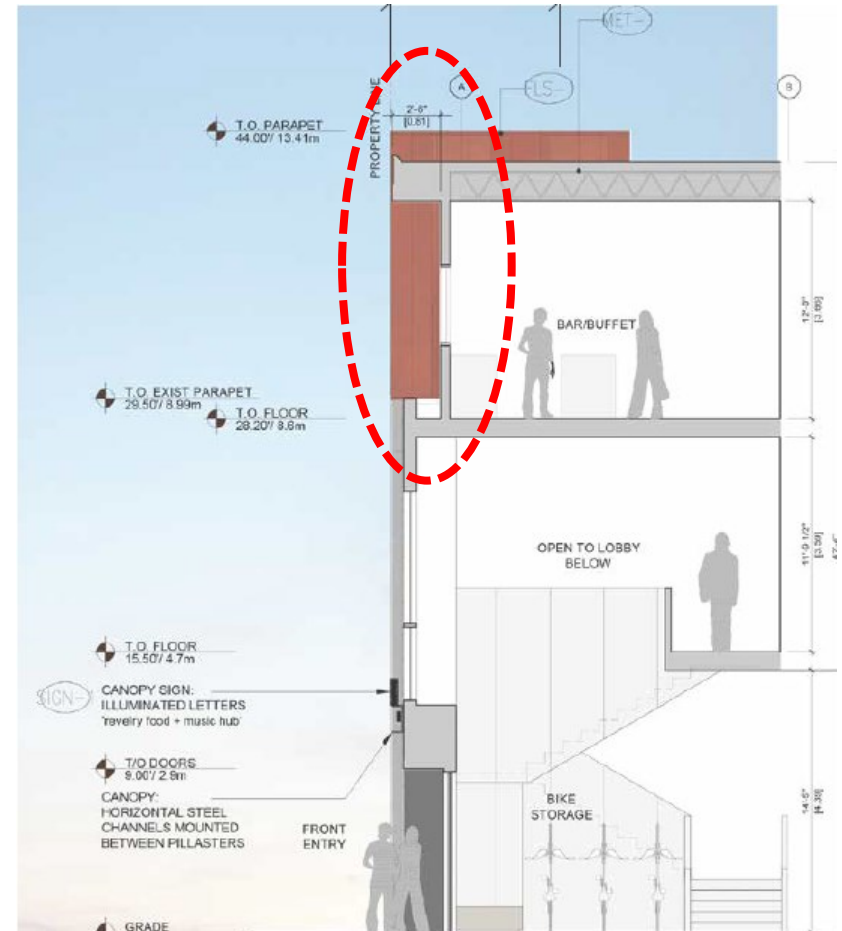 MET-
FLS-
A
B
PROPERTY LINE
2'-8"
[0.81]
T.O. PARAPET
44.00'/ 13.41m
BAR/BUFFET
12'-9"
T.O. EXIST PARAPET
29.50'/ 8.99m
T.O. FLOOR
28.20'/ 8.6m
OPEN TO LOBBY
BELOW
11'-9 1/2"
T.O. FLOOR
15.50'/ 4.7m
SIGN-
CANOPY SIGN:
ILLUMINATED LETTERS
'revelry food + music hub'
T/O DOORS
9.00'/ 2.9m
CANOPY:
HORIZONTAL STEEL
CHANNELS MOUNTED
BETWEEN PILLASTERS
FRONT
ENTRY
BIKE
STORAGE
14'-5"
GRADE